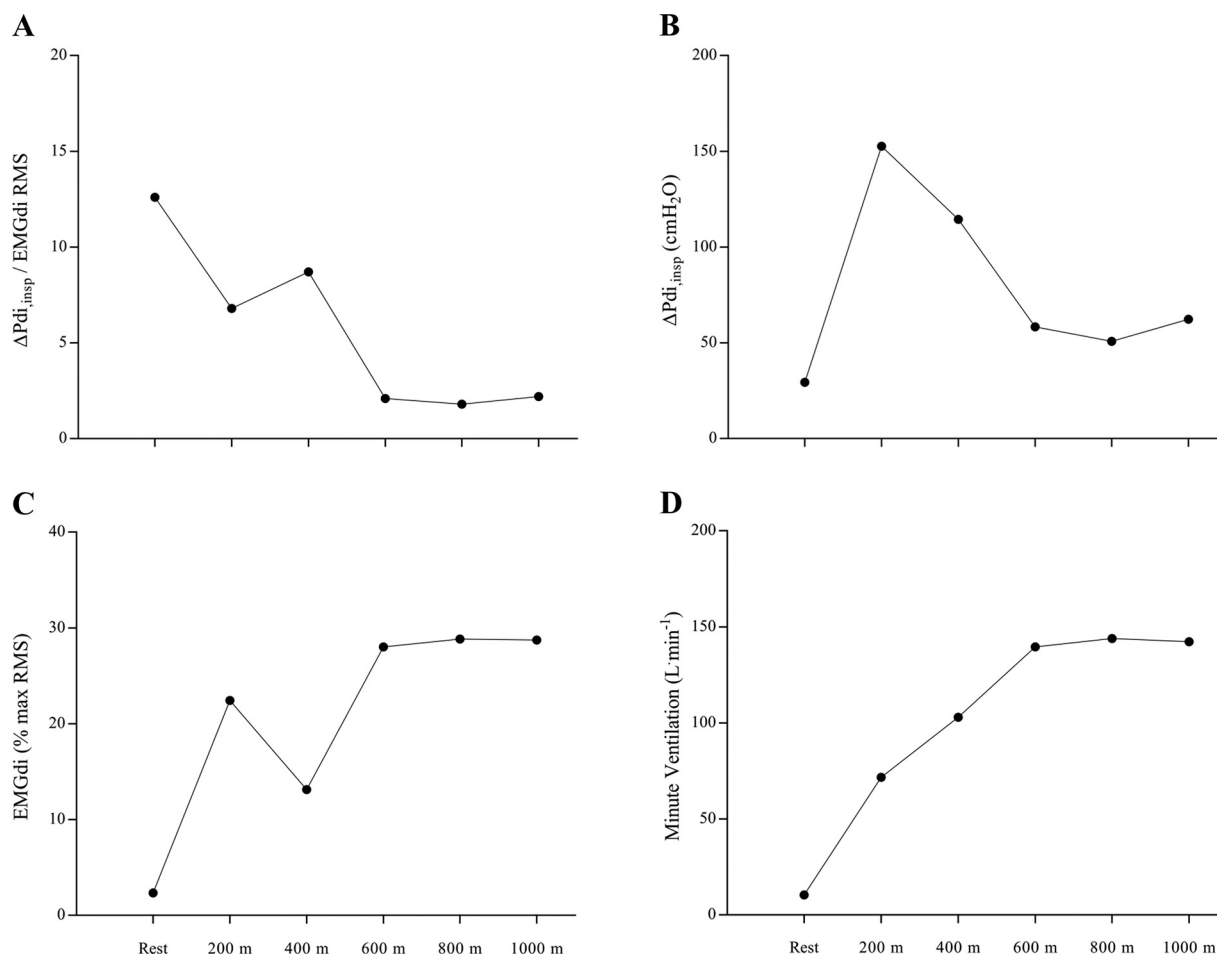 A
20
15
10
5
0
ΔPdi,insp / EMGdi RMS
B
200
150
100
50
0
ΔPdi,insp (cmH2O)
C
40
30
20
10
0
EMGdi (% max RMS)
Rest 200 m 400 m 600 m 800 m 1000 m
D
200
150
100
50
0
Minute Ventilation (L·min-1)
Rest 200 m 400 m 600 m 800 m 1000 m